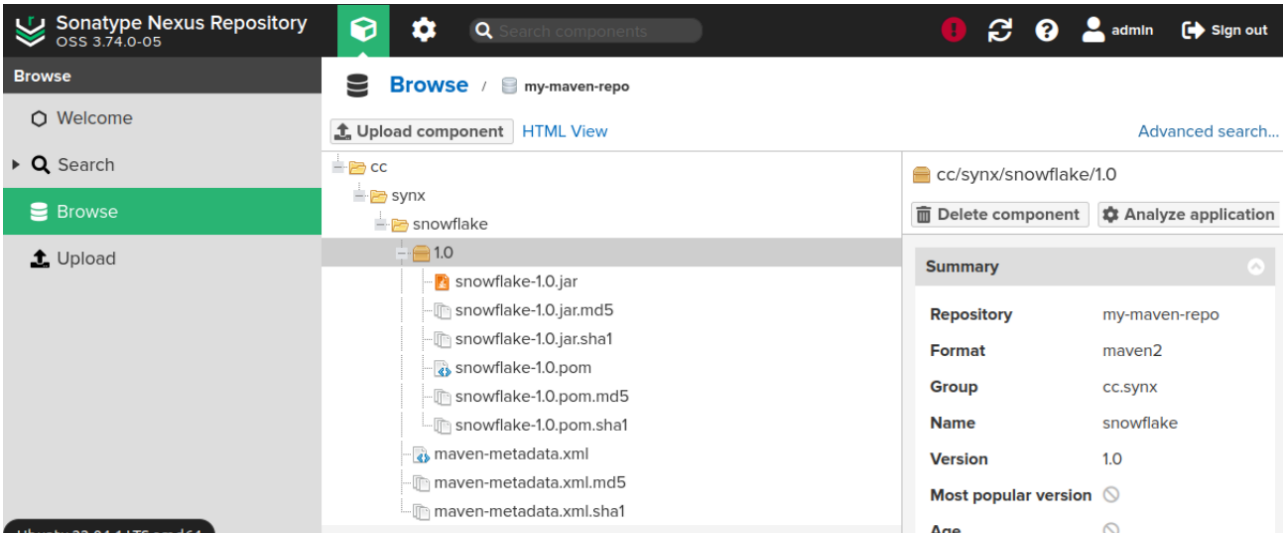 Sonatype Nexus Repository
OSS 3.74.0-05
Search components
admin
Sign out
Browse
Welcome
Search
Browse
Upload
Browse / my-maven-repo
Upload component
HTML View
Advanced search...
cc
synx
snowflake
1.0
snowflake-1.0.jar
snowflake-1.0.jar.md5
snowflake-1.0.jar.sha1
snowflake-1.0.pom
snowflake-1.0.pom.md5
snowflake-1.0.pom.sha1
maven-metadata.xml
maven-metadata.xml.md5
maven-metadata.xml.sha1
cc/synx/snowflake/1.0
Delete component
Analyze application
Summary
Repository my-maven-repo
Format maven2
Group cc.synx
Name snowflake
Version 1.0
Most popular version
Age